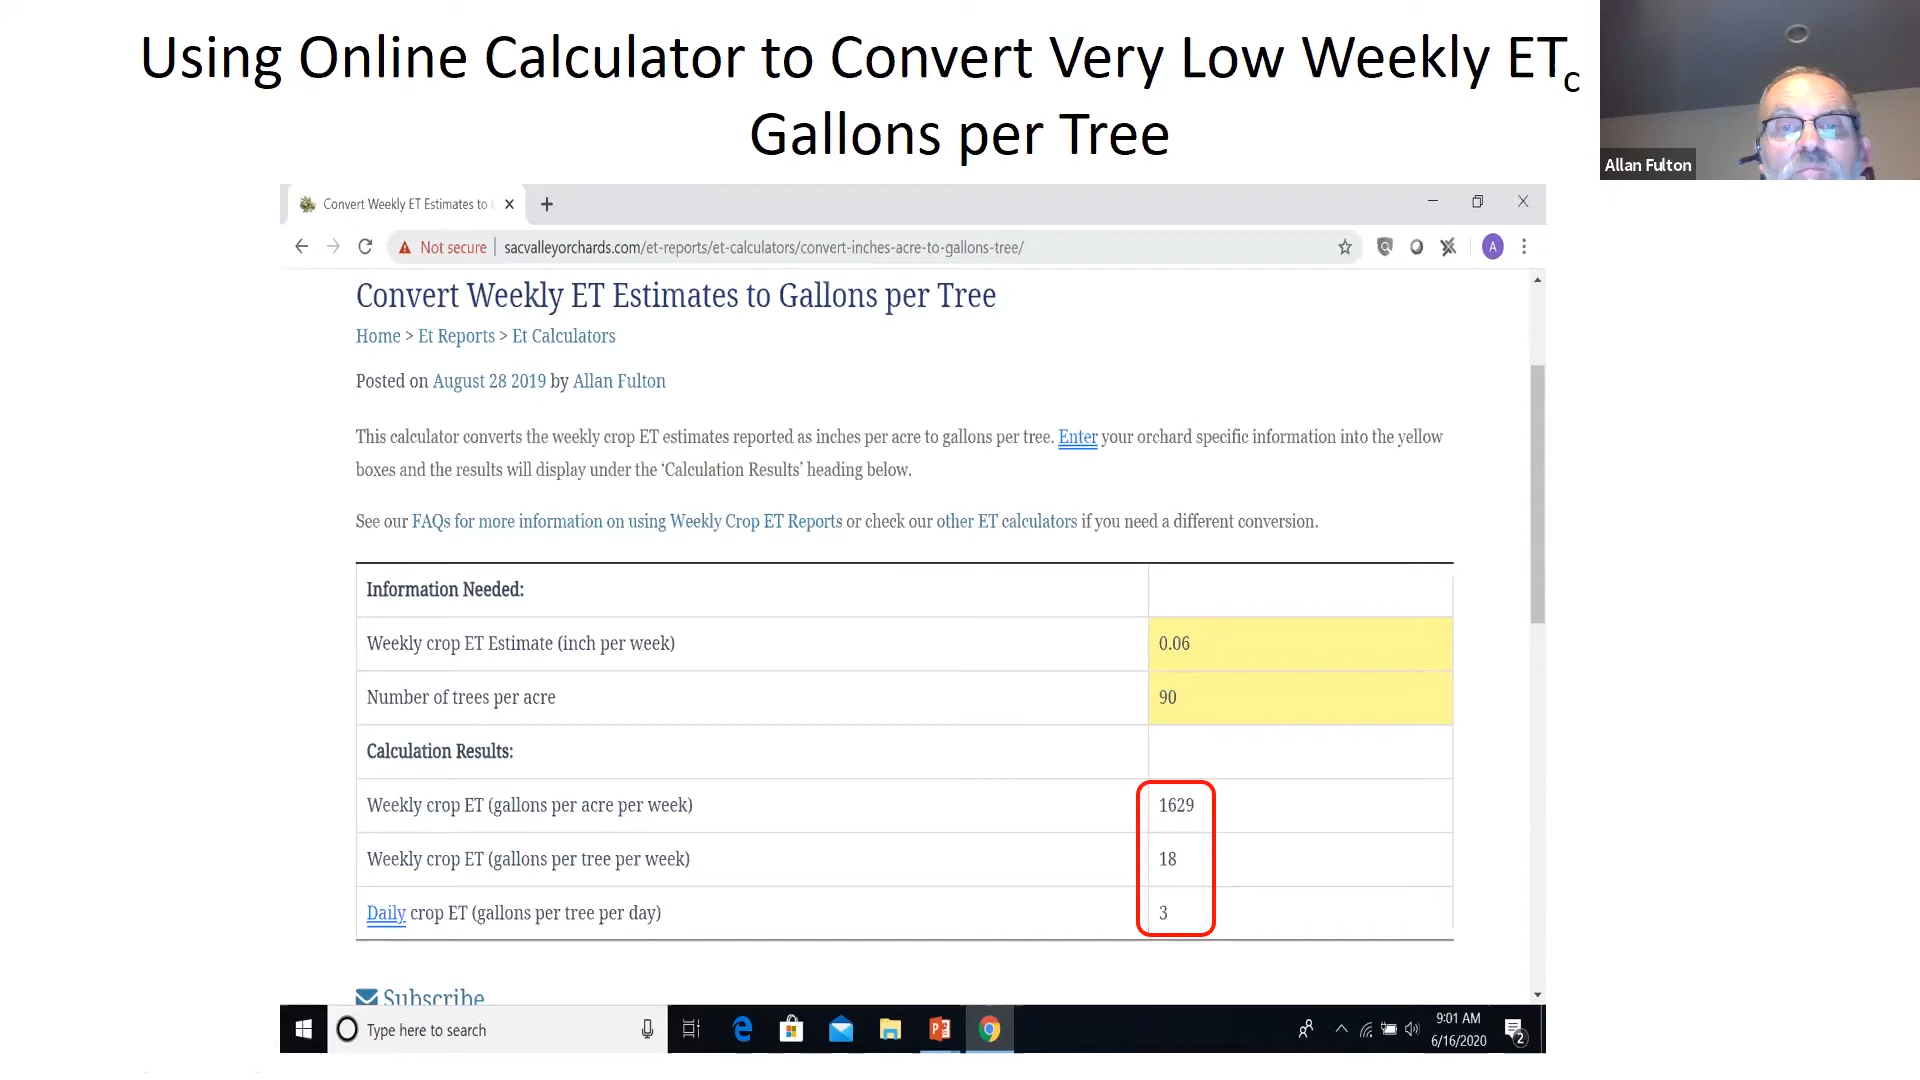 Using Online Calculator to Convert Very Low Weekly ETc
Gallons per Tree
Allan Fulton
Convert Weekly ET Estimates to
Not secure | sacvalleyorchards.com/et-reports/et-calculators/convert-inches-acre-to-gallons-tree/
A
Convert Weekly ET Estimates to Gallons per Tree
Home > Et Reports > Et Calculators
Posted on August 28 2019 by Allan Fulton
This calculator converts the weekly crop ET estimates reported as inches per acre to gallons per tree. Enter your orchard specific information into the yellow
boxes and the results will display under the ‘Calculation Results’ heading below.
See our FAQs for more information on using Weekly Crop ET Reports or check our other ET calculators if you need a different conversion.
Information Needed:
Weekly crop ET Estimate (inch per week) 0.06
Number of trees per acre 90
Calculation Results:
Weekly crop ET (gallons per acre per week) 1629
Weekly crop ET (gallons per tree per week) 18
Daily crop ET (gallons per tree per day) 3
Subscribe
Type here to search
9:01 AM
6/16/2020
2